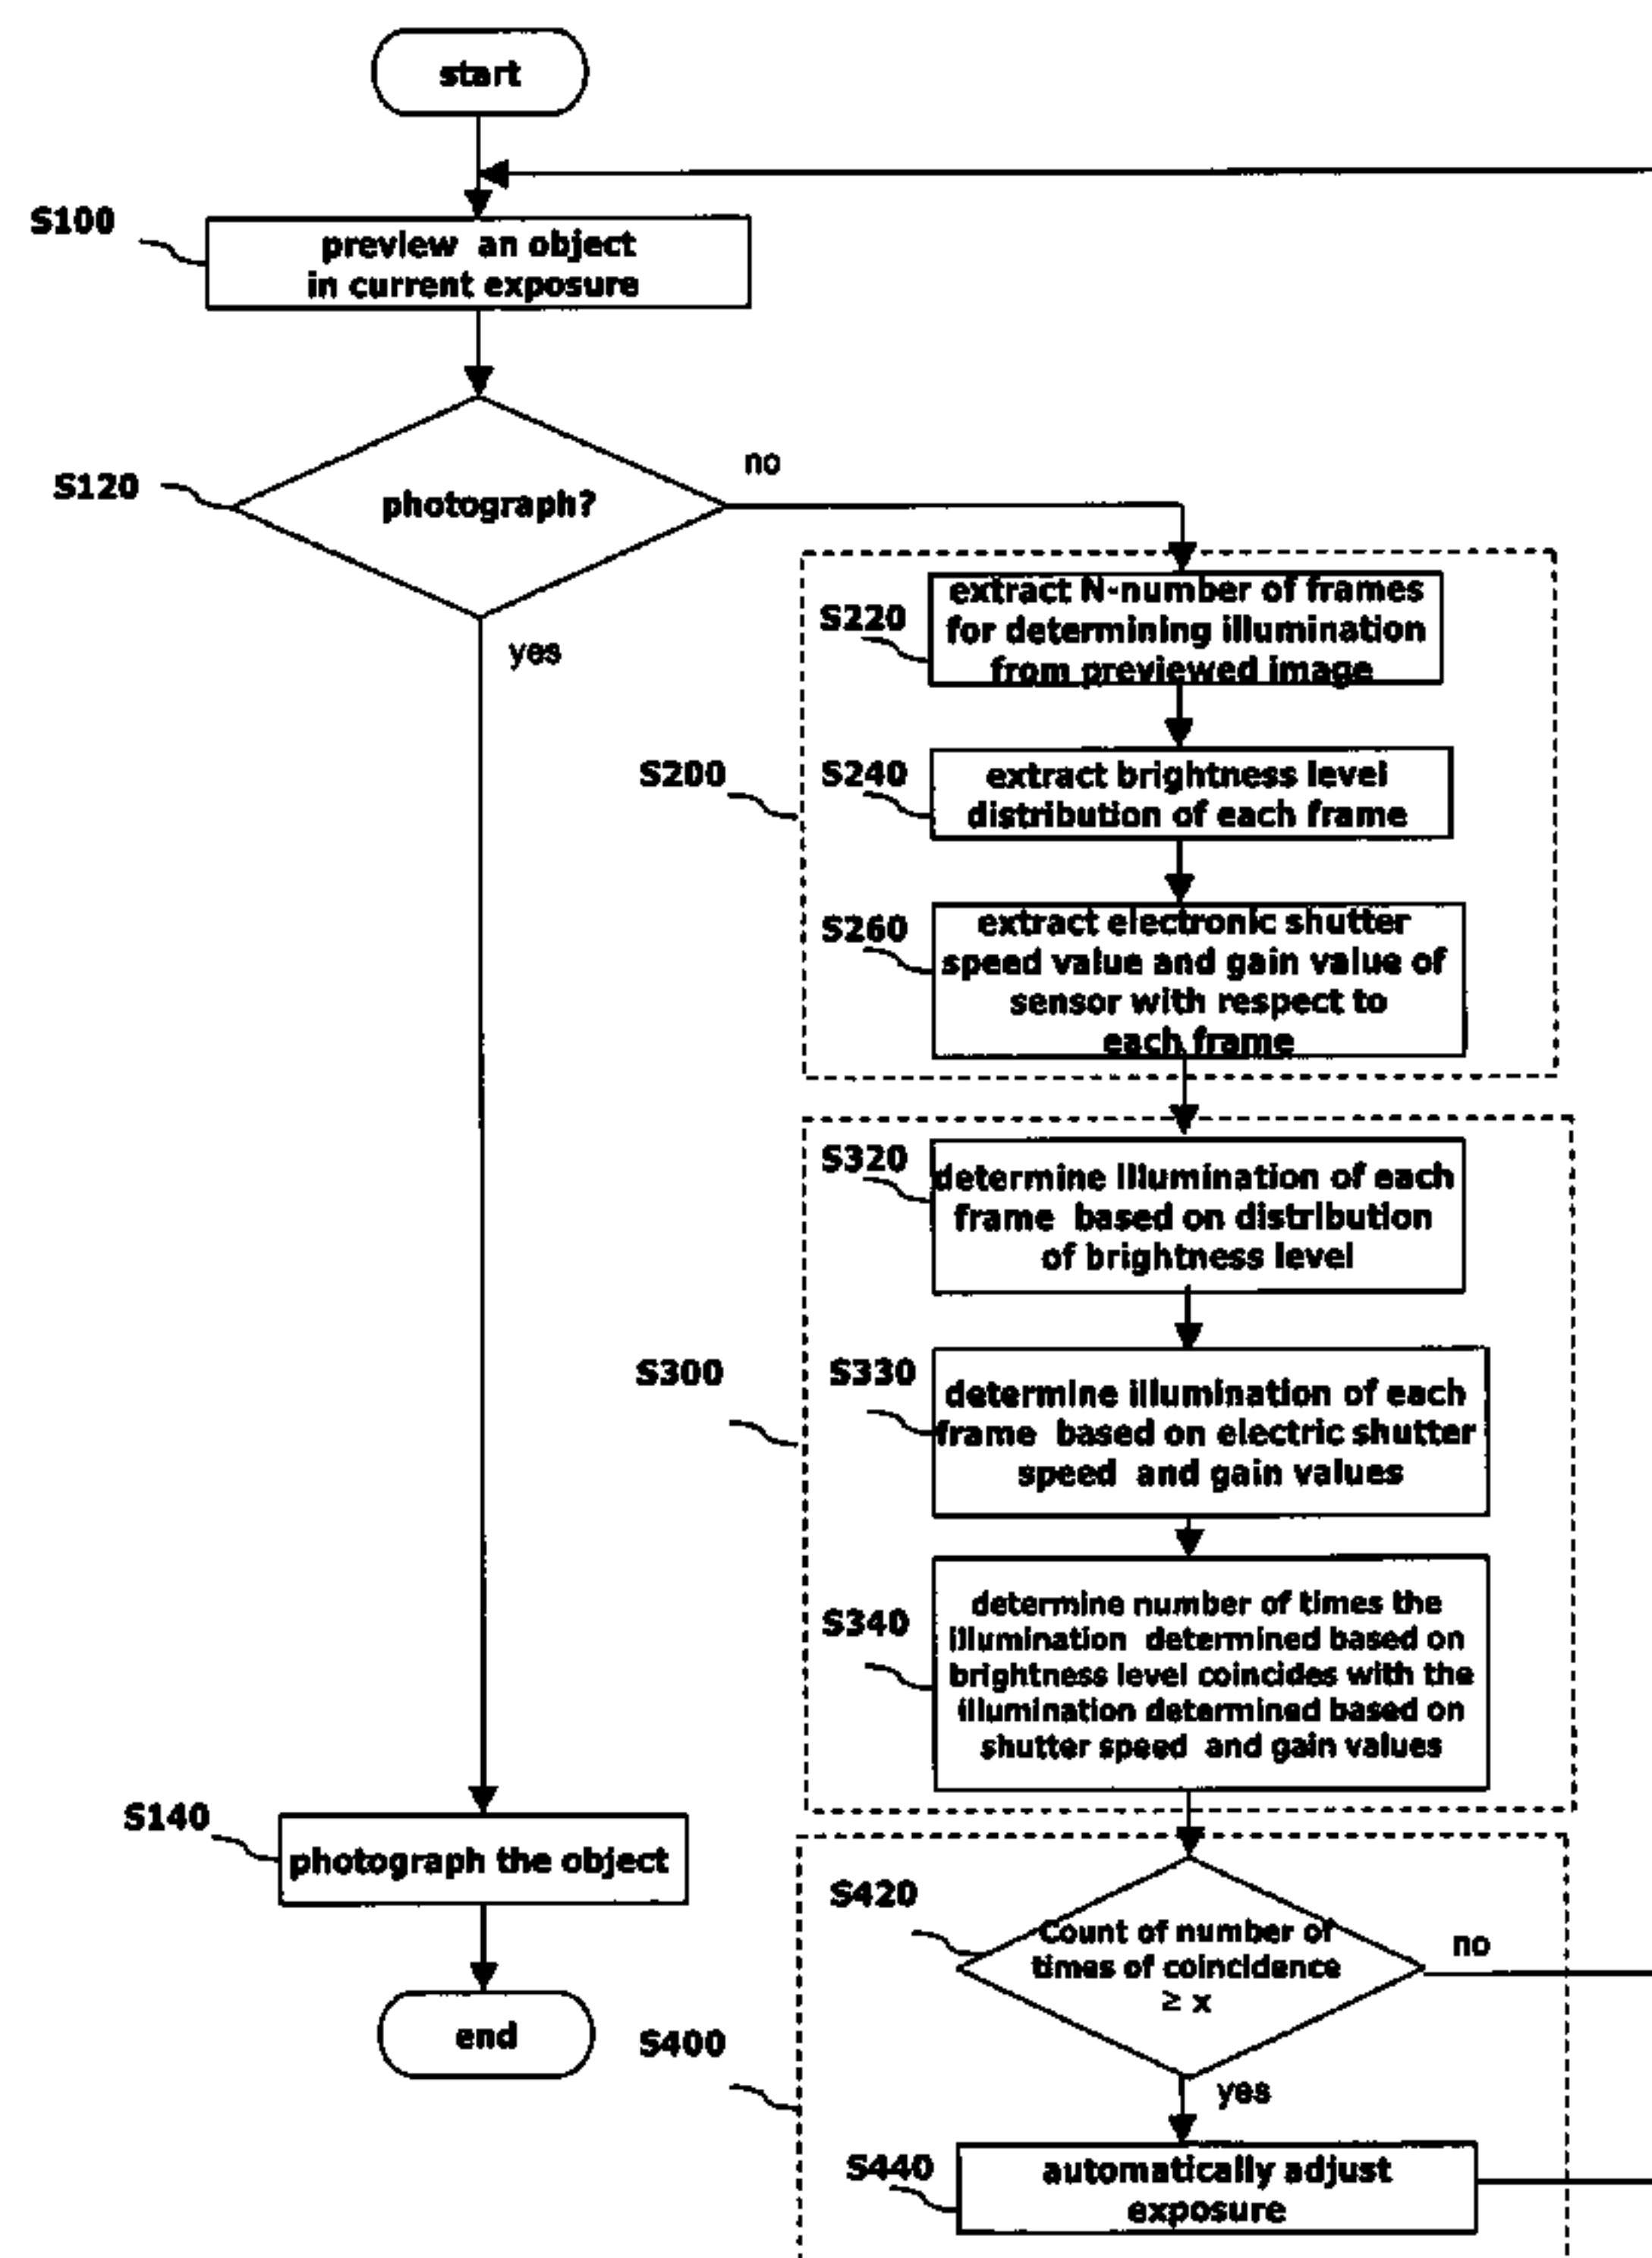 start
S100
preview an object
in current exposure
S120
photograph?
no
yes
S220
extract N-number of frames
for determining illumination
from previewed image
S200
S240
extract brightness level
distribution of each frame
S260
extract electronic shutter
speed value and gain value of
sensor with respect to
each frame
S320
determine illumination of each
frame based on distribution
of brightness level
S300
S330
determine illumination of each
frame based on electric shutter
speed and gain values
S340
determine number of times the
illumination determined based on
brightness level coincides with the
illumination determined based on
shutter speed and gain values
S140
photograph the object
S420
Count of number of
times of coincidence
≥ x
no
end
S400
yes
S440
automatically adjust
exposure